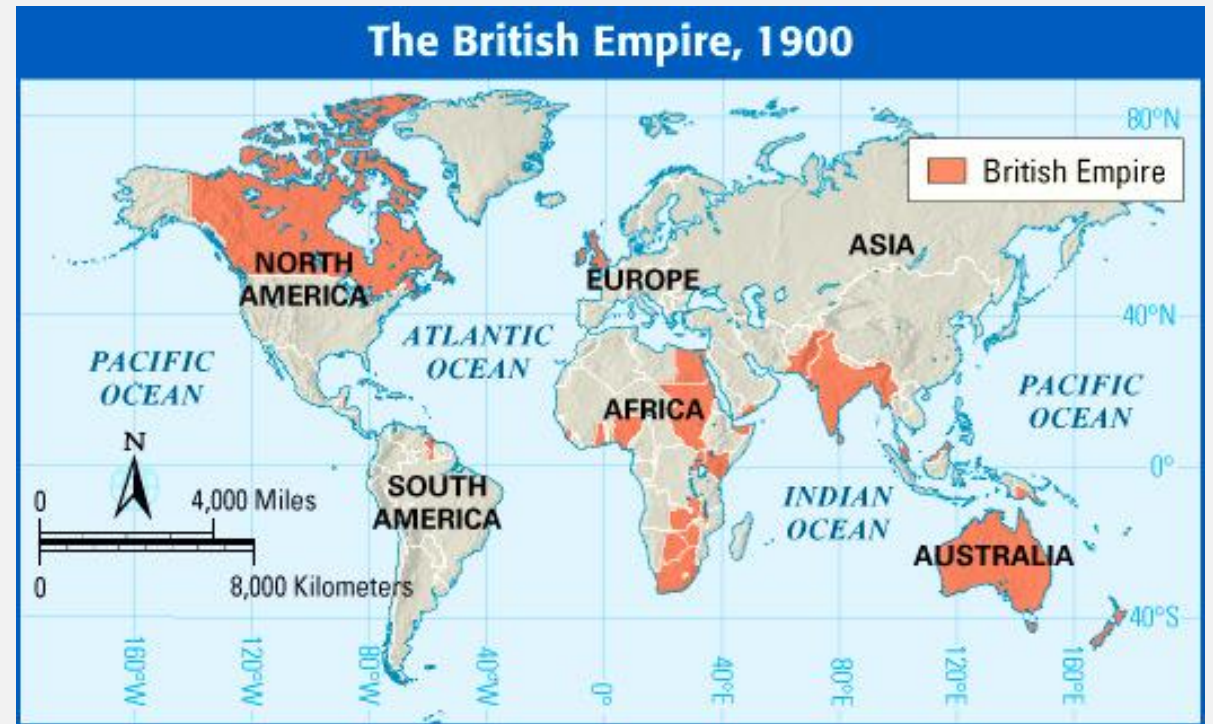 The British Empire, 1900
80°N
British Empire
NORTH
AMERICA
EUROPE
ASIA
40°N
ATLANTIC
OCEAN
PACIFIC
OCEAN
AFRICA
PACIFIC
OCEAN
N
0°
0
4,000 Miles
SOUTH
AMERICA
INDIAN
OCEAN
AUSTRALIA
0
8,000 Kilometers
40°S
160°W
120°W
80°W
40°W
0°
40°E
80°E
120°E
160°E